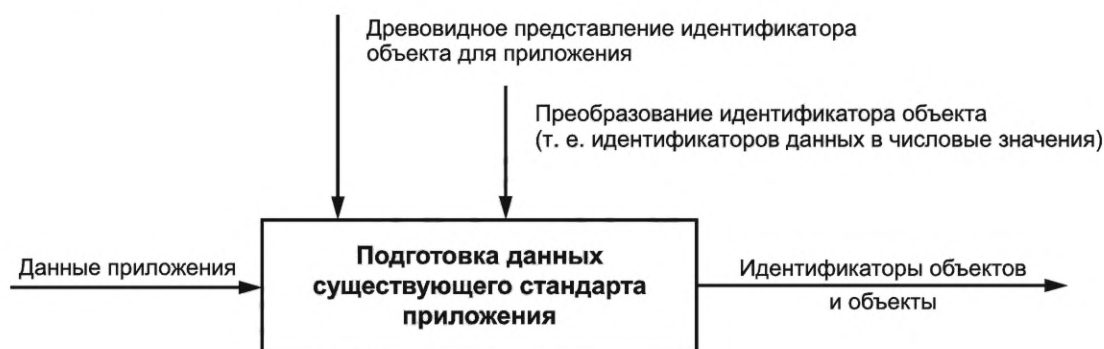 Древовидное представление идентификатора
объекта для приложения
Преобразование идентификатора объекта
(т. е. идентификаторов данных в числовые значения)
Данные приложения
Подготовка данных
существующего стандарта
приложения
Идентификаторы объектов
и объекты